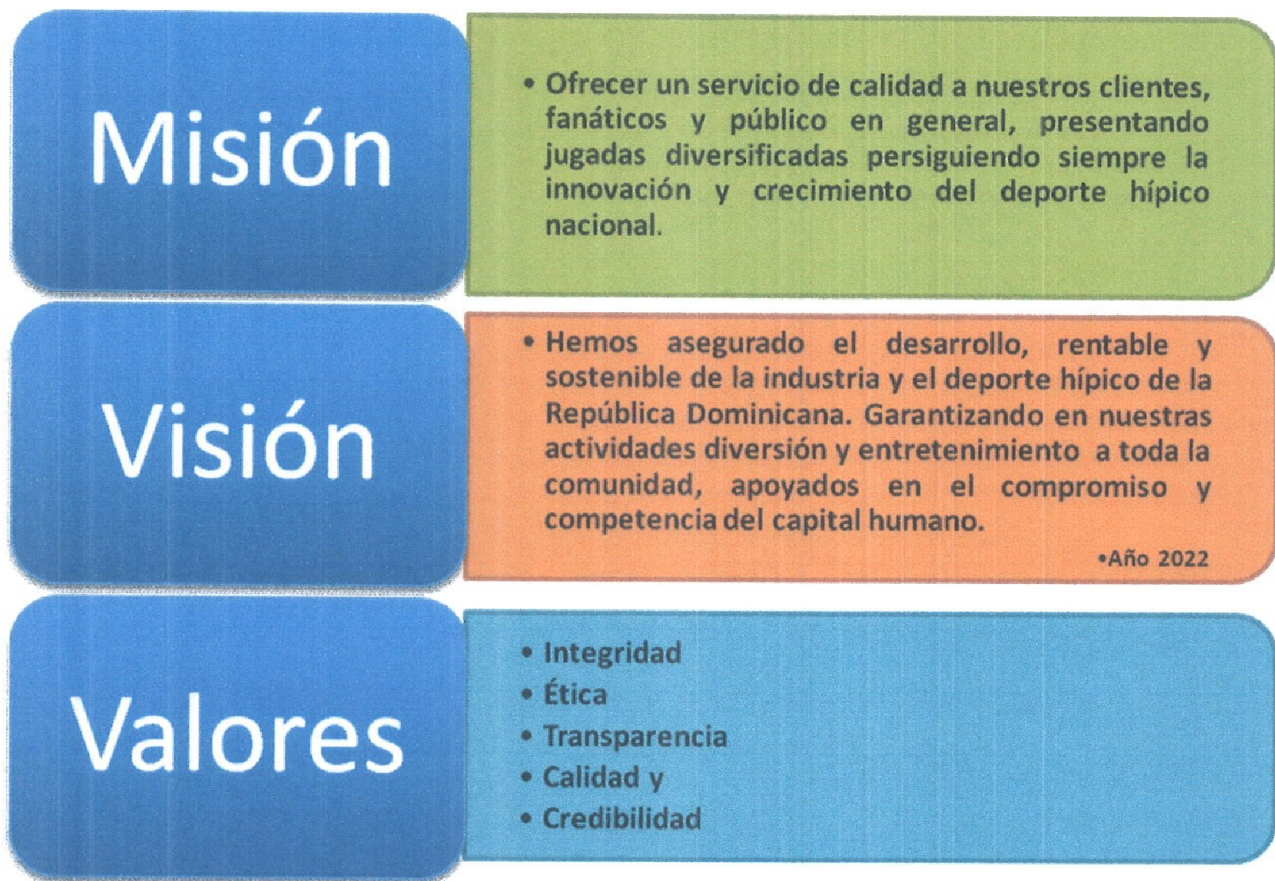 Misión
• Ofrecer un servicio de calidad a nuestros clientes,
fanáticos y público en general, presentando
jugadas diversificadas persiguiendo siempre la
innovación y crecimiento del deporte hípico
nacional.
Visión
• Hemos asegurado el desarrollo, rentable y
sostenible de la industria y el deporte hípico de la
República Dominicana. Garantizando en nuestras
actividades diversión y entretenimiento a toda la
comunidad, apoyados en el compromiso y
competencia del capital humano.
•Año 2022
Valores
• Integridad
• Ética
• Transparencia
• Calidad y
• Credibilidad